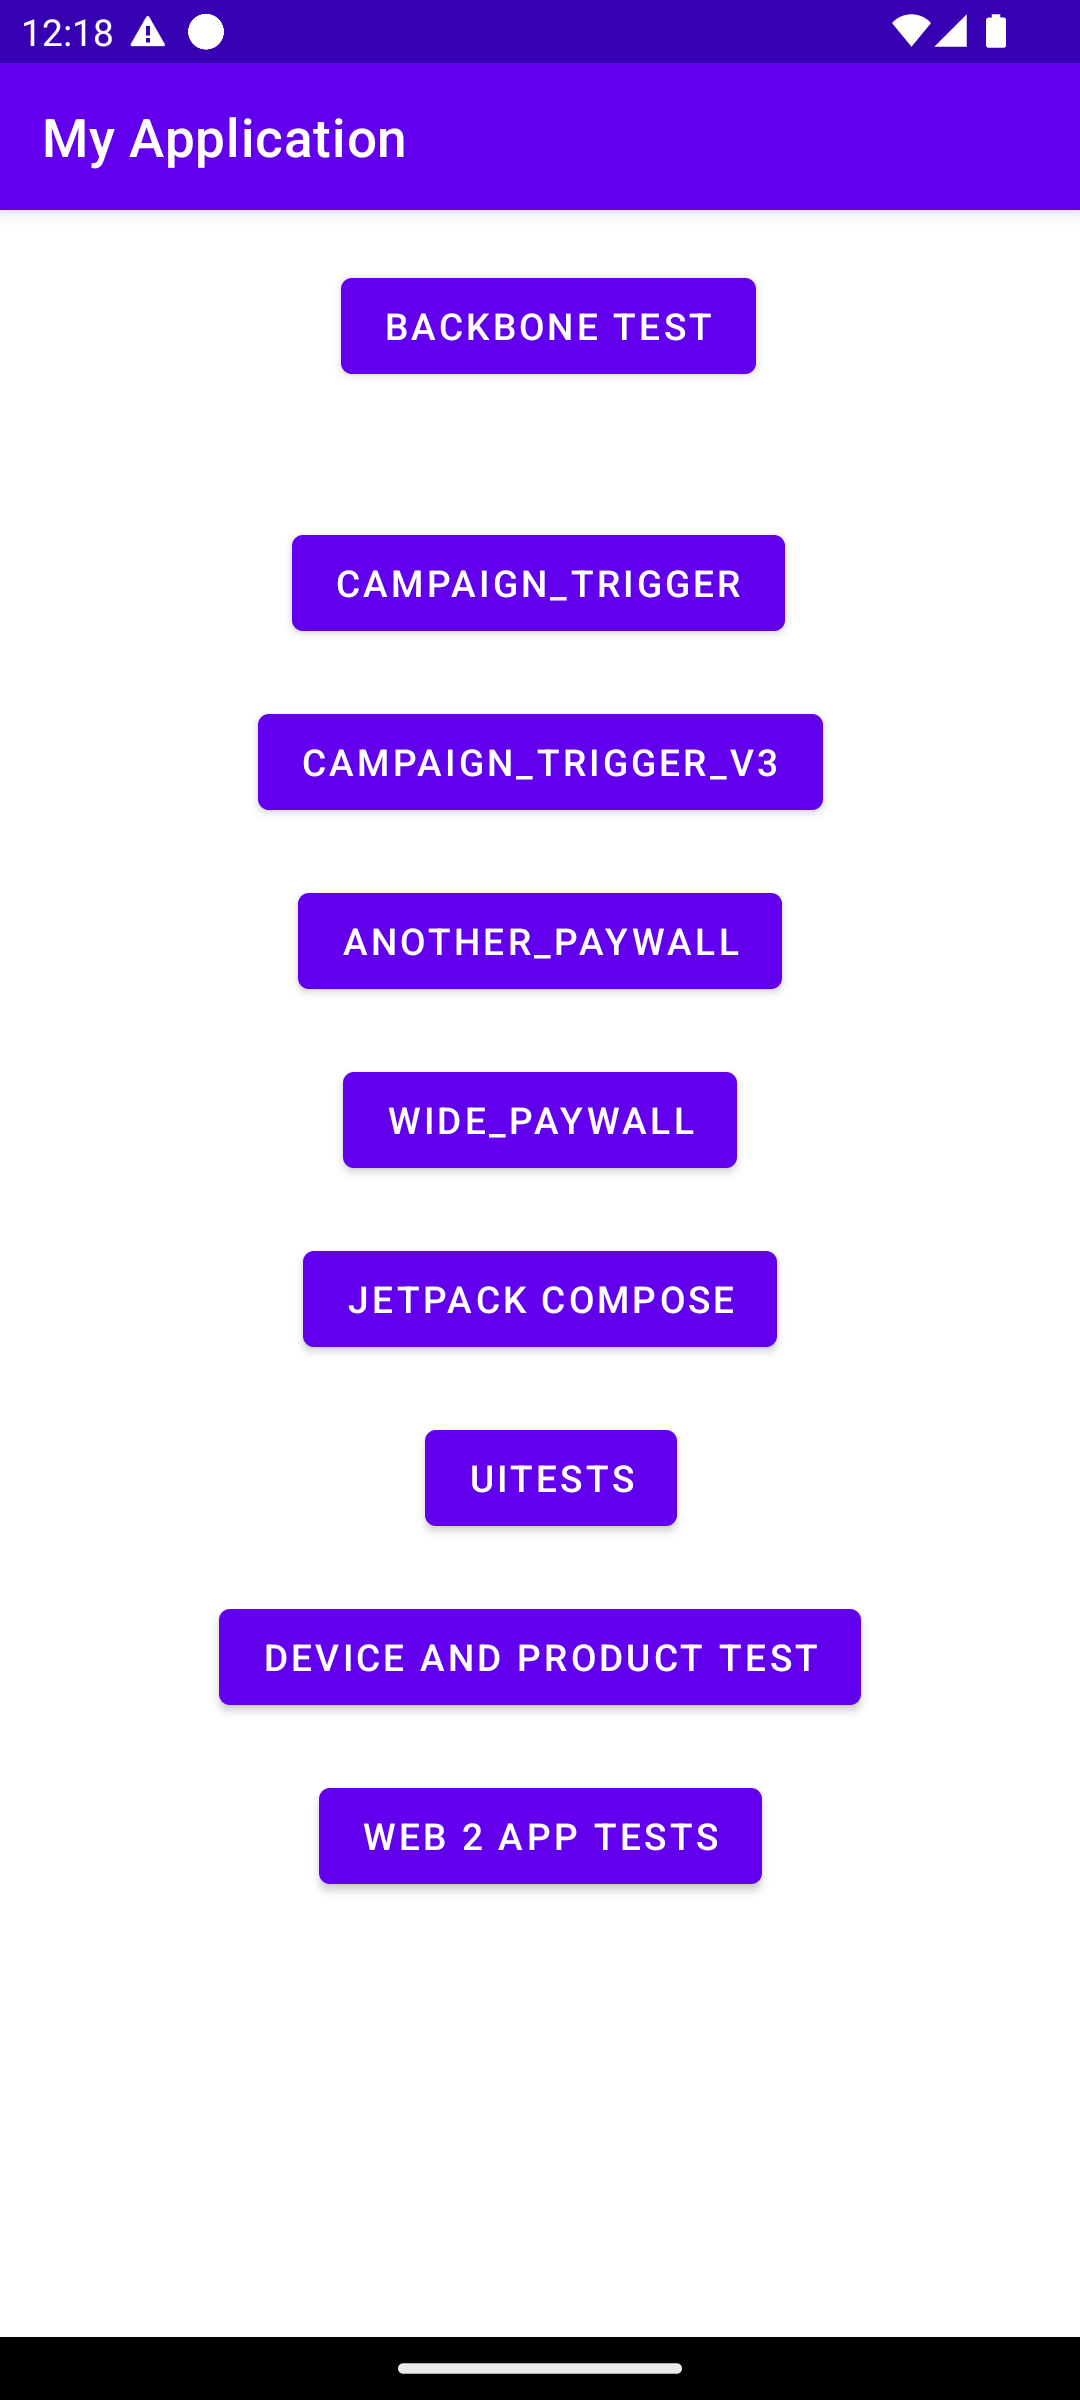 12:18
My Application
BACKBONE TEST
CAMPAIGN_TRIGGER
CAMPAIGN_TRIGGER_V3
ANOTHER_PAYWALL
WIDE_PAYWALL
JETPACK COMPOSE
UITESTS
DEVICE AND PRODUCT TEST
WEB 2 APP TESTS